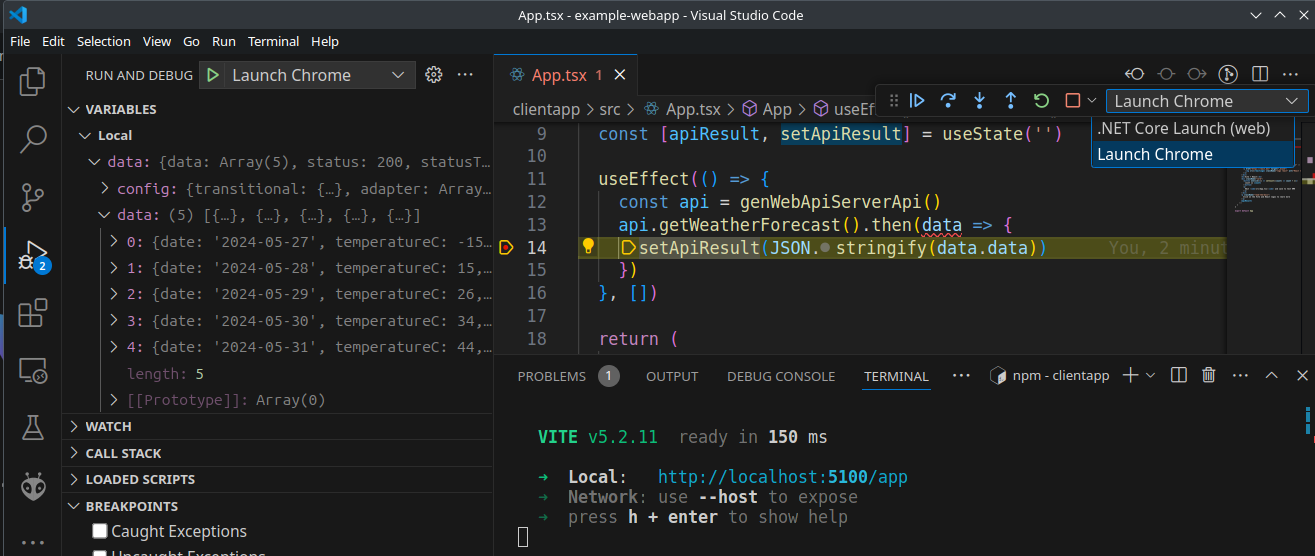 App.tsx - example-webapp - Visual Studio Code
File Edit Selection View Go Run Terminal Help
RUN AND DEBUG Launch Chrome
VARIABLES
Local
data: {data: Array(5), status: 200, statusT…
config: {transitional: {…}, adapter: Array…
data: (5) [{…}, {…}, {…}, {…}, {…}]
0: {date: '2024-05-27', temperatureC: -15…
1: {date: '2024-05-28', temperatureC: 15,…
2: {date: '2024-05-29', temperatureC: 26,…
3: {date: '2024-05-30', temperatureC: 34,…
4: {date: '2024-05-31', temperatureC: 44,…
length: 5
[[Prototype]]: Array(0)
WATCH
CALL STACK
LOADED SCRIPTS
BREAKPOINTS
Caught Exceptions
Uncaught Exceptions
2
App.tsx 1
clientapp > src > App.tsx > App > useEf
Launch Chrome
.NET Core Launch (web)
Launch Chrome
9 const [apiResult, setApiResult] = useState('')
10
11 useEffect(() => {
12 const api = genWebApiServerApi()
13 api.getWeatherForecast().then(data => {
14 setApiResult(JSON. stringify(data.data)) You, 2 minut
15 })
16 }, [])
17
18 return (
PROBLEMS 1 OUTPUT DEBUG CONSOLE TERMINAL … npm - clientapp
VITE v5.2.11 ready in 150 ms
➜ Local: http://localhost:5100/app
➜ Network: use --host to expose
➜ press h + enter to show help